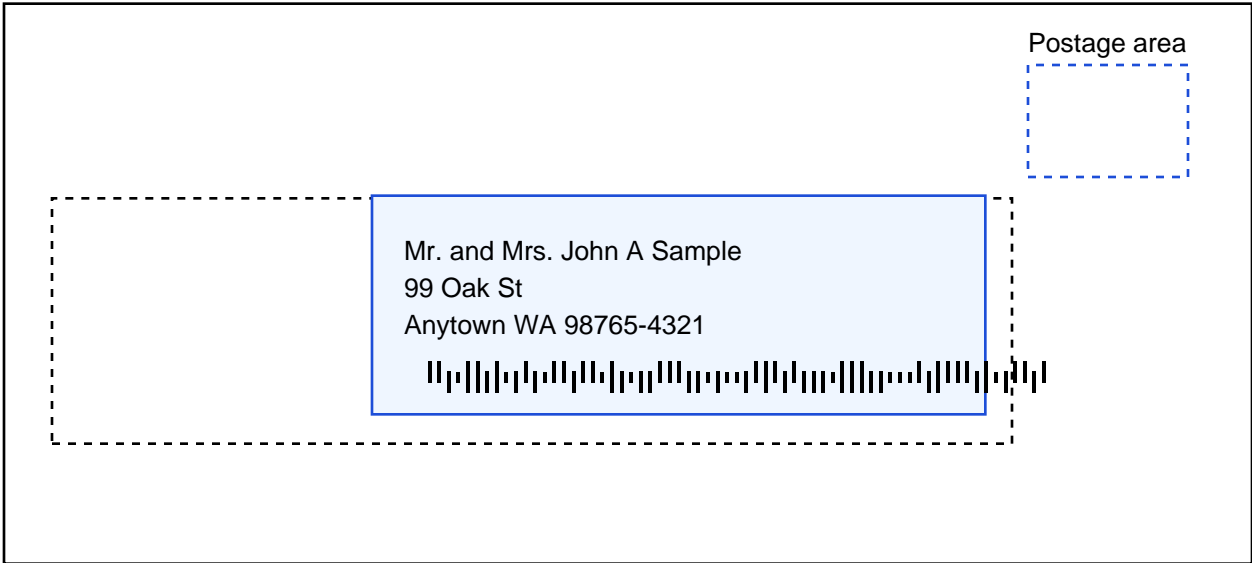 Postage area
Mr. and Mrs. John A Sample
99 Oak St
Anytown WA 98765-4321